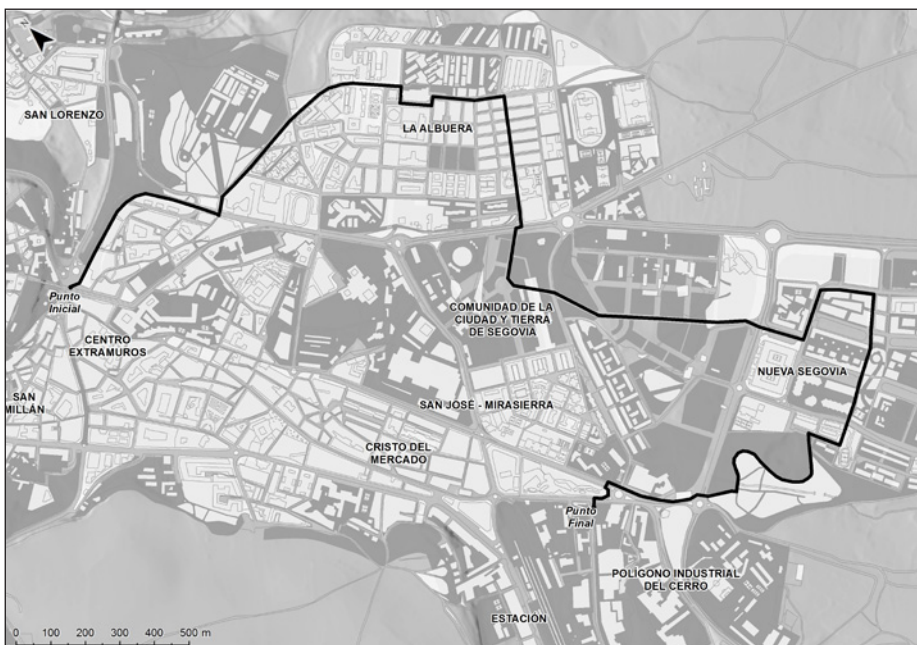 N
SAN LORENZO
LA ALBUERA
Punto
Inicial
CENTRO
EXTRAMUROS
COMUNIDAD DE LA
CIUDAD Y TIERRA
DE SEGOVIA
NUEVA SEGOVIA
SAN
MILLÁN
SAN JOSÉ - MIRASIERRA
CRISTO DEL
MERCADO
Punto
Final
POLÍGONO INDUSTRIAL
DEL CERRO
ESTACIÓN
0 100 200 300 400 500 m